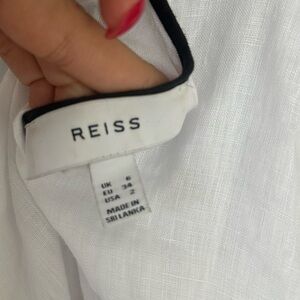 REISS
UK 6
EU 34
USA 2
MADE IN
SRI LANKA